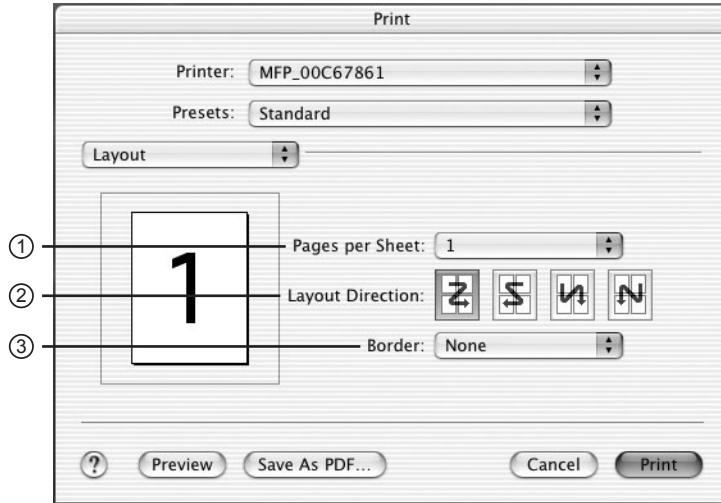 Print
Printer: MFP_00C67861
Presets: Standard
Layout
① Pages per Sheet: 1
1
② Layout Direction:
③ Border: None
? Preview Save As PDF... Cancel Print